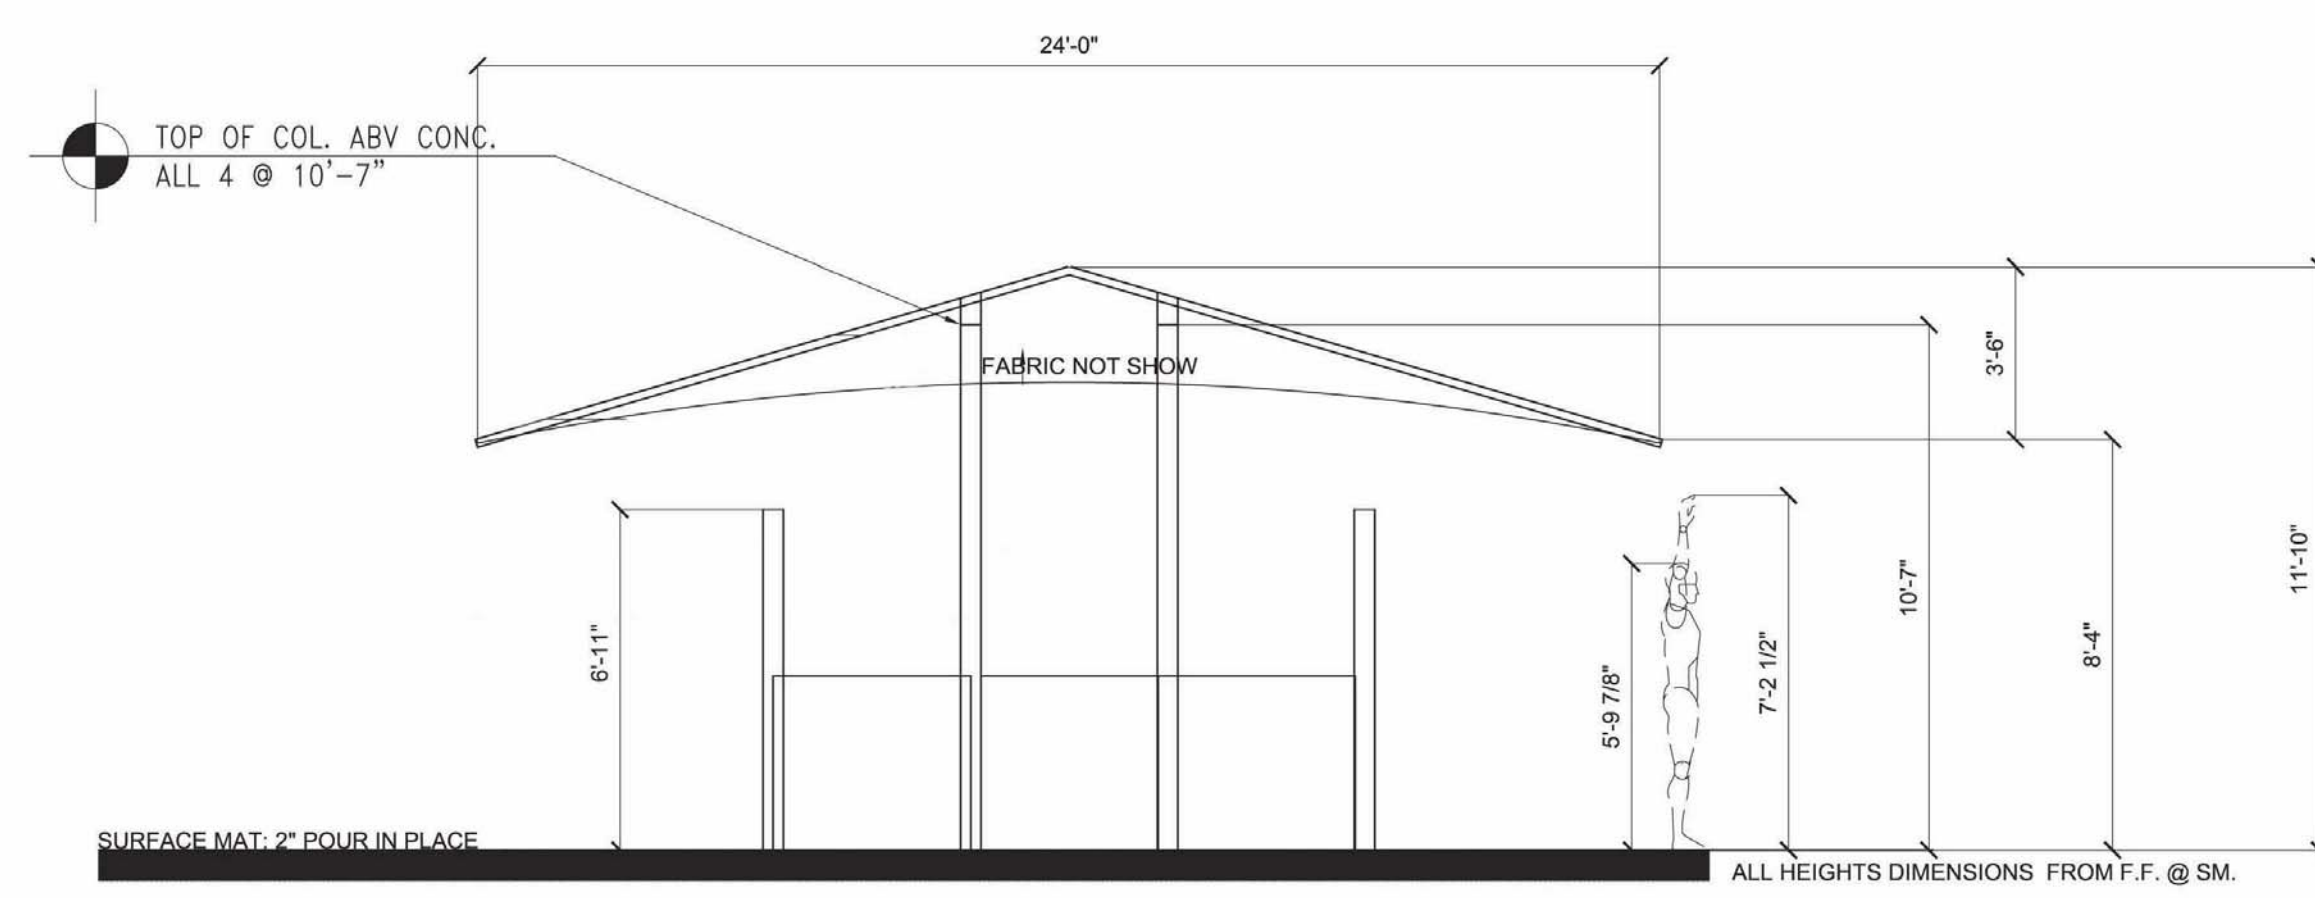 24'-0"
TOP OF COL. ABV CONC.
ALL 4 @ 10'-7"
FABRIC NOT SHOW
3'-6"
6'-11"
5'-9 7/8"
7'-2 1/2"
10'-7"
8'-4"
11'-10"
SURFACE MAT: 2" POUR IN PLACE
ALL HEIGHTS DIMENSIONS FROM F.F. @ SM.